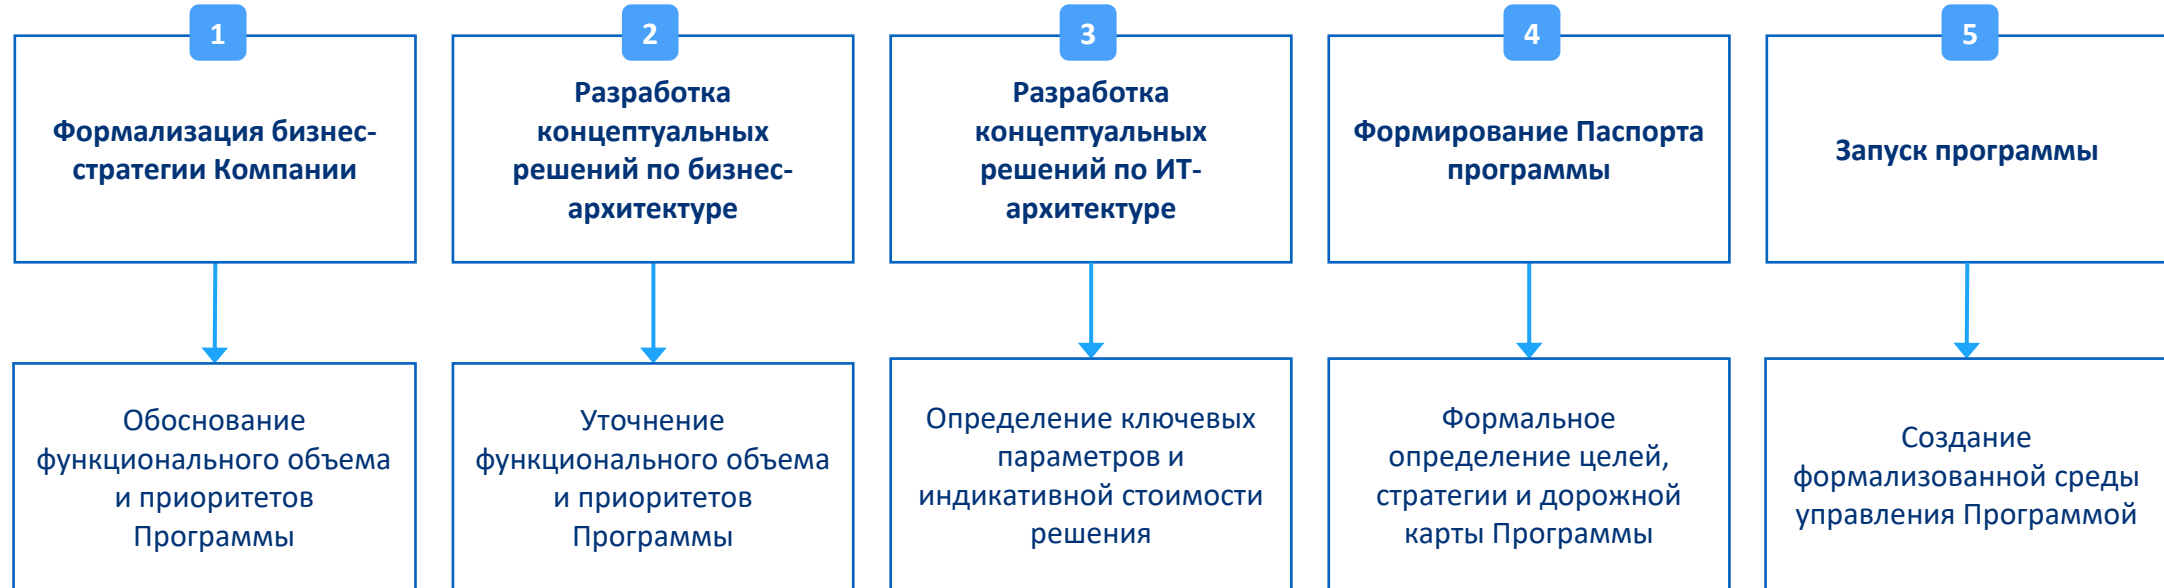 1
Формализация бизнес-
стратегии Компании
2
Разработка
концептуальных
решений по бизнес-
архитектуре
3
Разработка
концептуальных
решений по ИТ-
архитектуре
4
Формирование Паспорта
программы
5
Запуск программы
Обоснование
функционального объема
и приоритетов
Программы
Уточнение
функционального объема
и приоритетов
Программы
Определение ключевых
параметров и
индикативной стоимости
решения
Формальное
определение целей,
стратегии и дорожной
карты Программы
Создание
формализованной среды
управления Программой